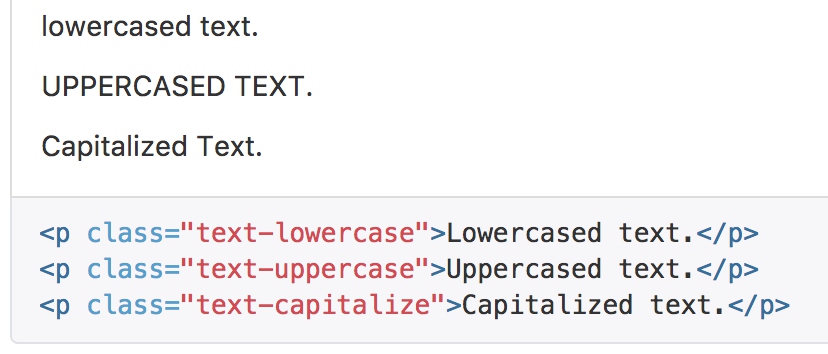 lowercased text.
UPPERCASED TEXT.
Capitalized Text.
<p class="text-lowercase">Lowercased text.</p>
<p class="text-uppercase">Uppercased text.</p>
<p class="text-capitalize">Capitalized text.</p>